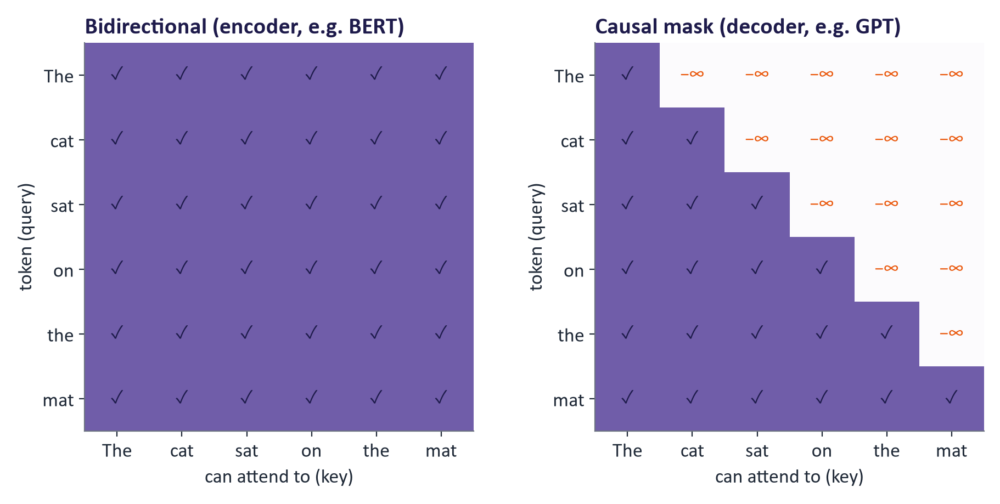 Bidirectional (encoder, e.g. BERT)
token (query)
The ✓ ✓ ✓ ✓ ✓ ✓
cat ✓ ✓ ✓ ✓ ✓ ✓
sat ✓ ✓ ✓ ✓ ✓ ✓
on ✓ ✓ ✓ ✓ ✓ ✓
the ✓ ✓ ✓ ✓ ✓ ✓
mat ✓ ✓ ✓ ✓ ✓ ✓
The cat sat on the mat
can attend to (key)
Causal mask (decoder, e.g. GPT)
token (query)
The ✓ −∞ −∞ −∞ −∞ −∞
cat ✓ ✓ −∞ −∞ −∞ −∞
sat ✓ ✓ ✓ −∞ −∞ −∞
on ✓ ✓ ✓ ✓ −∞ −∞
the ✓ ✓ ✓ ✓ ✓ −∞
mat ✓ ✓ ✓ ✓ ✓ ✓
The cat sat on the mat
can attend to (key)